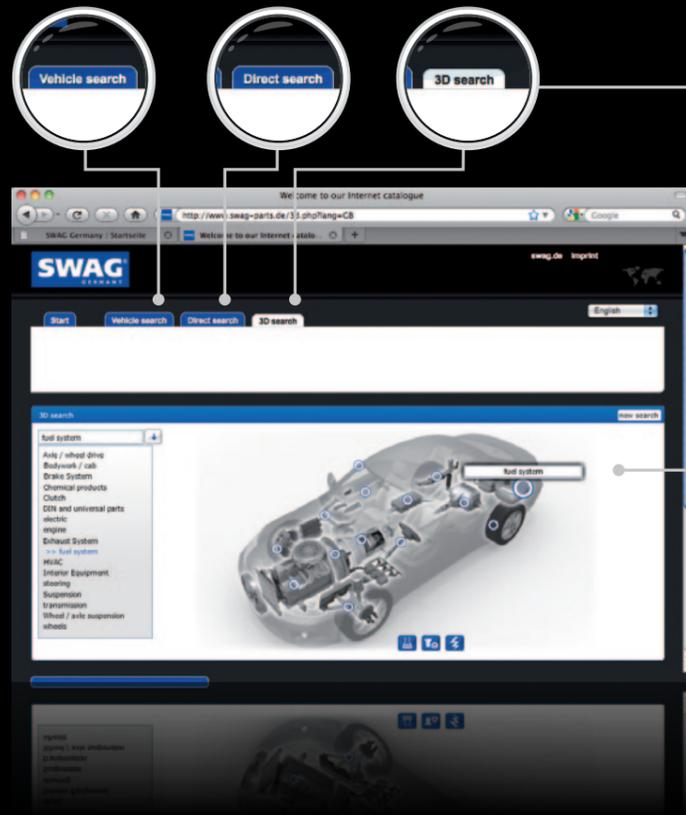 Vehicle search
Direct search
3D search
Welcome to our Internet catalogue
http://www.swag-parts.de/3d.php?lang=GB
Google
SWAG Germany | Startseite
Welcome to our Internet catalo...
SWAG
GERMANY
swag.de Imprint
English
Start
Vehicle search
Direct search
3D search
3D search
new search
fuel system
Axle / wheel drive
Bodywork / cab
Brake System
Chemical products
Clutch
DIN and universal parts
electric
engine
Exhaust System
>> fuel system
HVAC
Interior Equipment
steering
Suspension
transmission
Wheel / axle suspension
wheels
fuel system